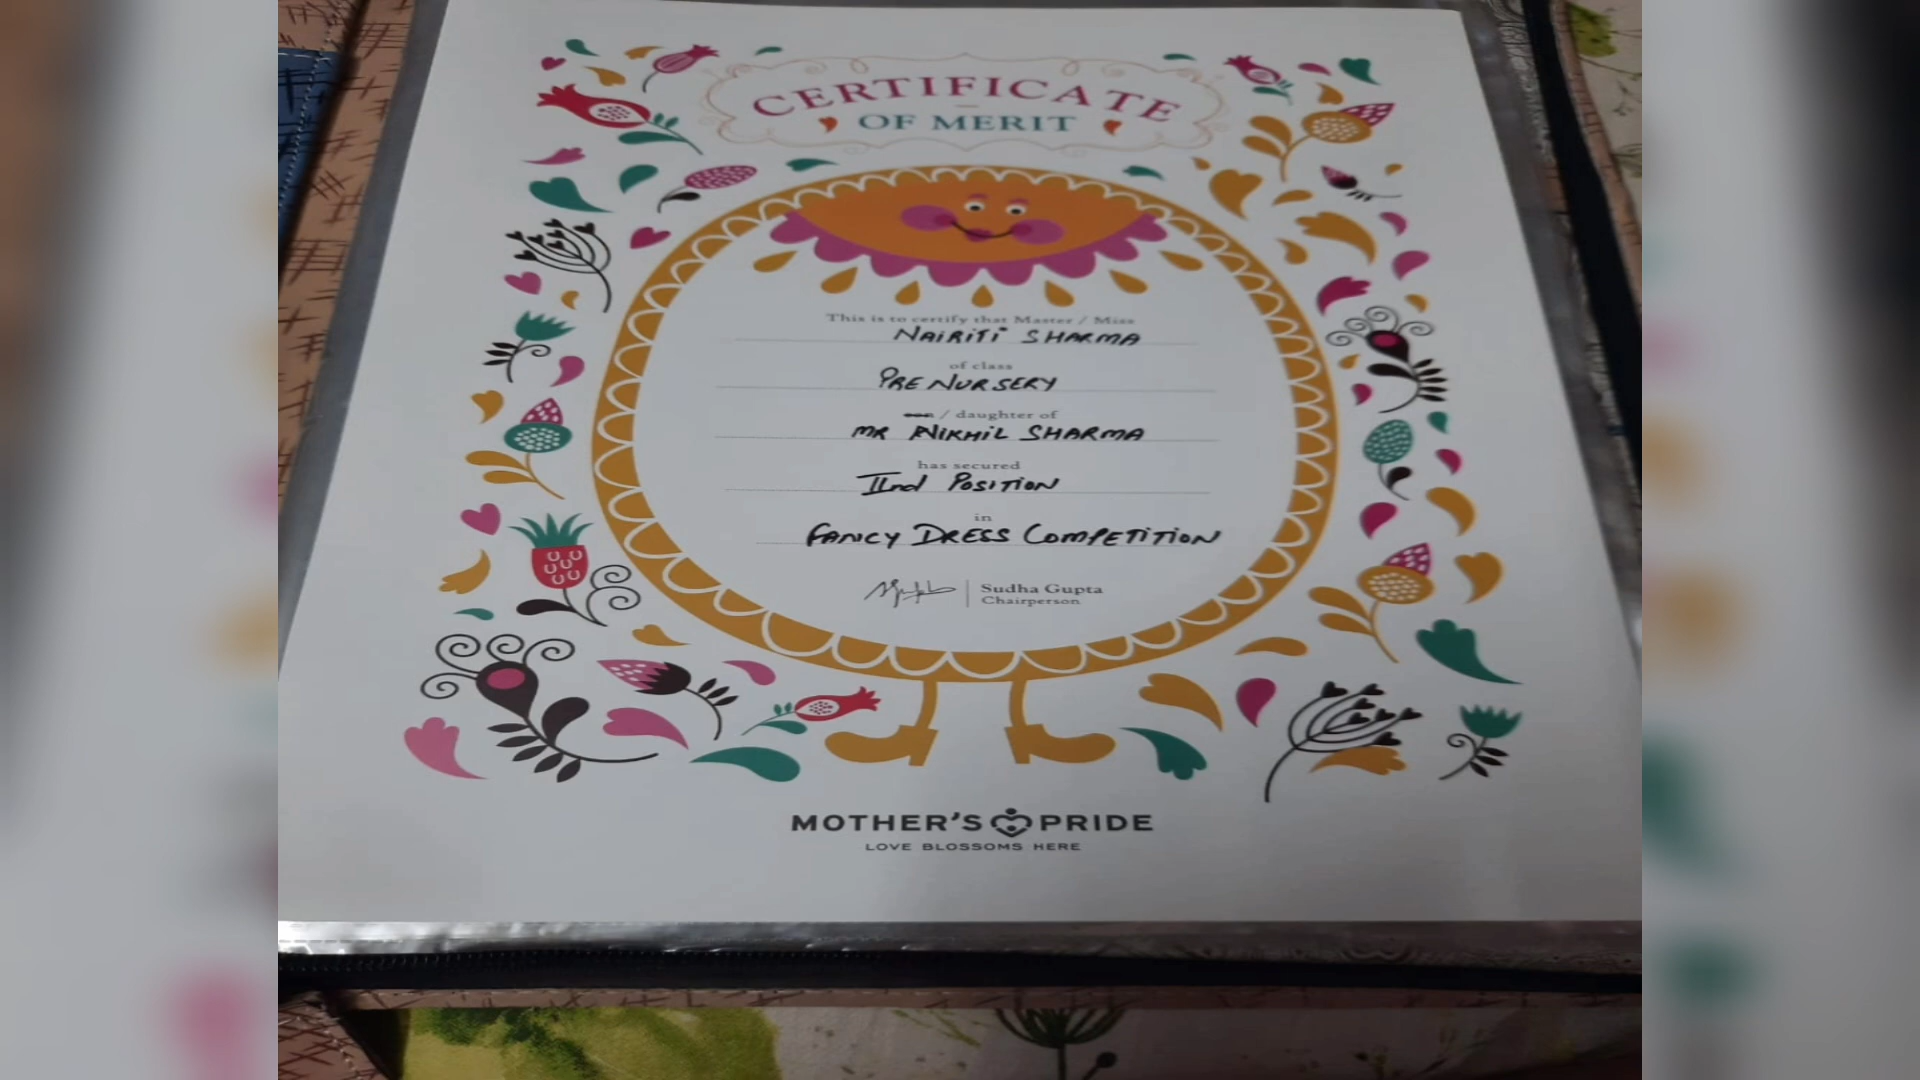 CERTIFICATE
OF MERIT
This is to certify that Master / Miss
NAIRITI SHARMA
of class
PRE NURSERY
son / daughter of
MR NIKHIL SHARMA
has secured
IInd POSITION
in
FANCY DRESS COMPETITION
Sudha Gupta
Chairperson
MOTHER'S PRIDE
LOVE BLOSSOMS HERE